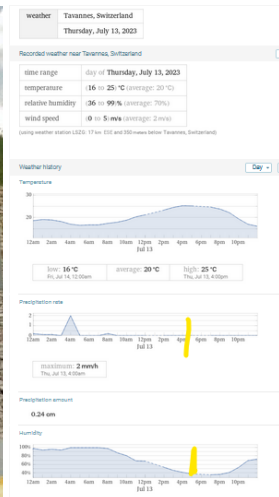 weather Tavannes, Switzerland
Thursday, July 13, 2023
Recorded weather near Tavannes, Switzerland
time range day of Thursday, July 13, 2023
temperature (16 to 25) °C (average: 20 °C)
relative humidity (36 to 99)% (average: 70%)
wind speed (0 to 5) m/s (average: 2 m/s)
(using weather station LSZG: 17 km ESE and 350 meters below Tavannes, Switzerland)
Weather history
Day
Temperature
30
20
12am 2am 4am 6am 8am 10am 12pm 2pm 4pm 6pm 8pm 10pm
Jul 13
low: 16 °C average: 20 °C high: 25 °C
Fri, Jul 14, 12:00am Thu, Jul 13, 4:00pm
Precipitation rate
2
1
0
12am 2am 4am 6am 8am 10am 12pm 2pm 4pm 6pm 8pm 10pm
Jul 13
maximum: 2 mm/h
Thu, Jul 13, 4:00am
Precipitation amount
0.24 cm
Humidity
100%
80%
60%
40%
12am 2am 4am 6am 8am 10am 12pm 2pm 4pm 6pm 8pm 10pm
Jul 13